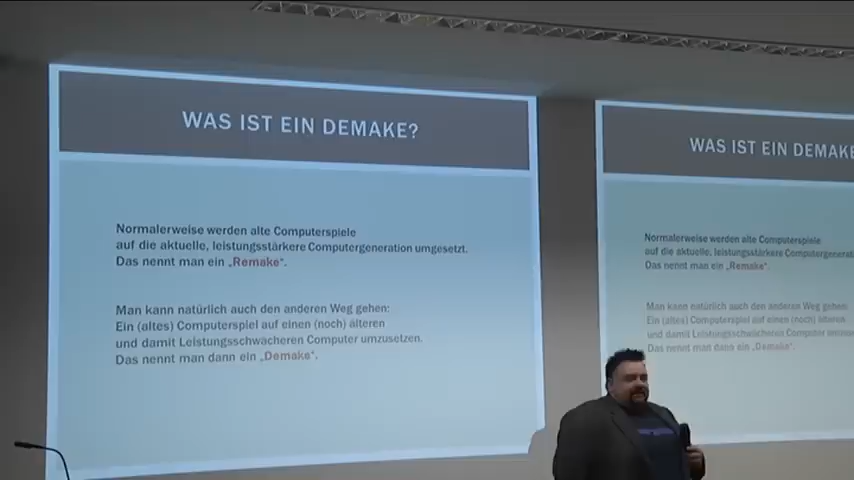 WAS IST EIN DEMAKE?
Normalerweise werden alte Computerspiele
auf die aktuelle, leistungsstärkere Computergeneration umgesetzt.
Das nennt man ein „Remake“.
Man kann natürlich auch den anderen Weg gehen:
Ein (altes) Computerspiel auf einen (noch) älteren
und damit Leistungsschwächeren Computer umzusetzen.
Das nennt man dann ein „Demake“.
WAS IST EIN DEMAKE
Normalerweise werden alte Computerspiele
auf die aktuelle, leistungsstärkere Computergenerat
Das nennt man ein „Remake“.
Man kann natürlich auch den anderen Weg gehen:
Ein (altes) Computerspiel auf einen (noch) älteren
und damit Leistungsschwächeren Computer
Das nennt man dann ein „Demake“.